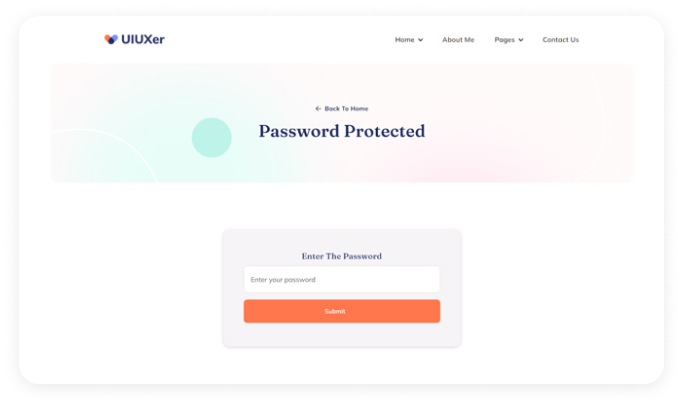 UIUXer Home About Me Pages Contact Us
← Back To Home
Password Protected
Enter The Password
Enter your password
Submit